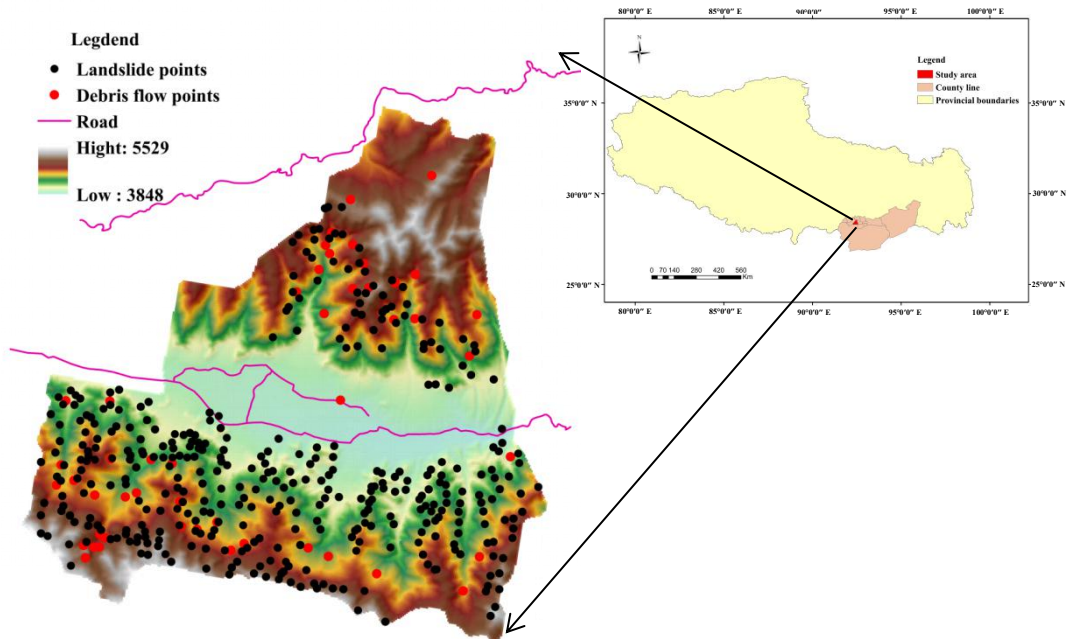 Legdend
Landslide points
Debris flow points
Road
Hight: 5529
Low : 3848
80°0'0" E 90°0'0" E 95°0'0" E 100°0'0" E
N
Legend
Study area
County line
Provincial boundaries
35°0'0" N 35°0'0" N
30°0'0" N 30°0'0" N
25°0'0" N 25°0'0" N
0 70 140 280 420 560
Km
80°0'0" E 85°0'0" E 90°0'0" E 95°0'0" E 100°0'0" E